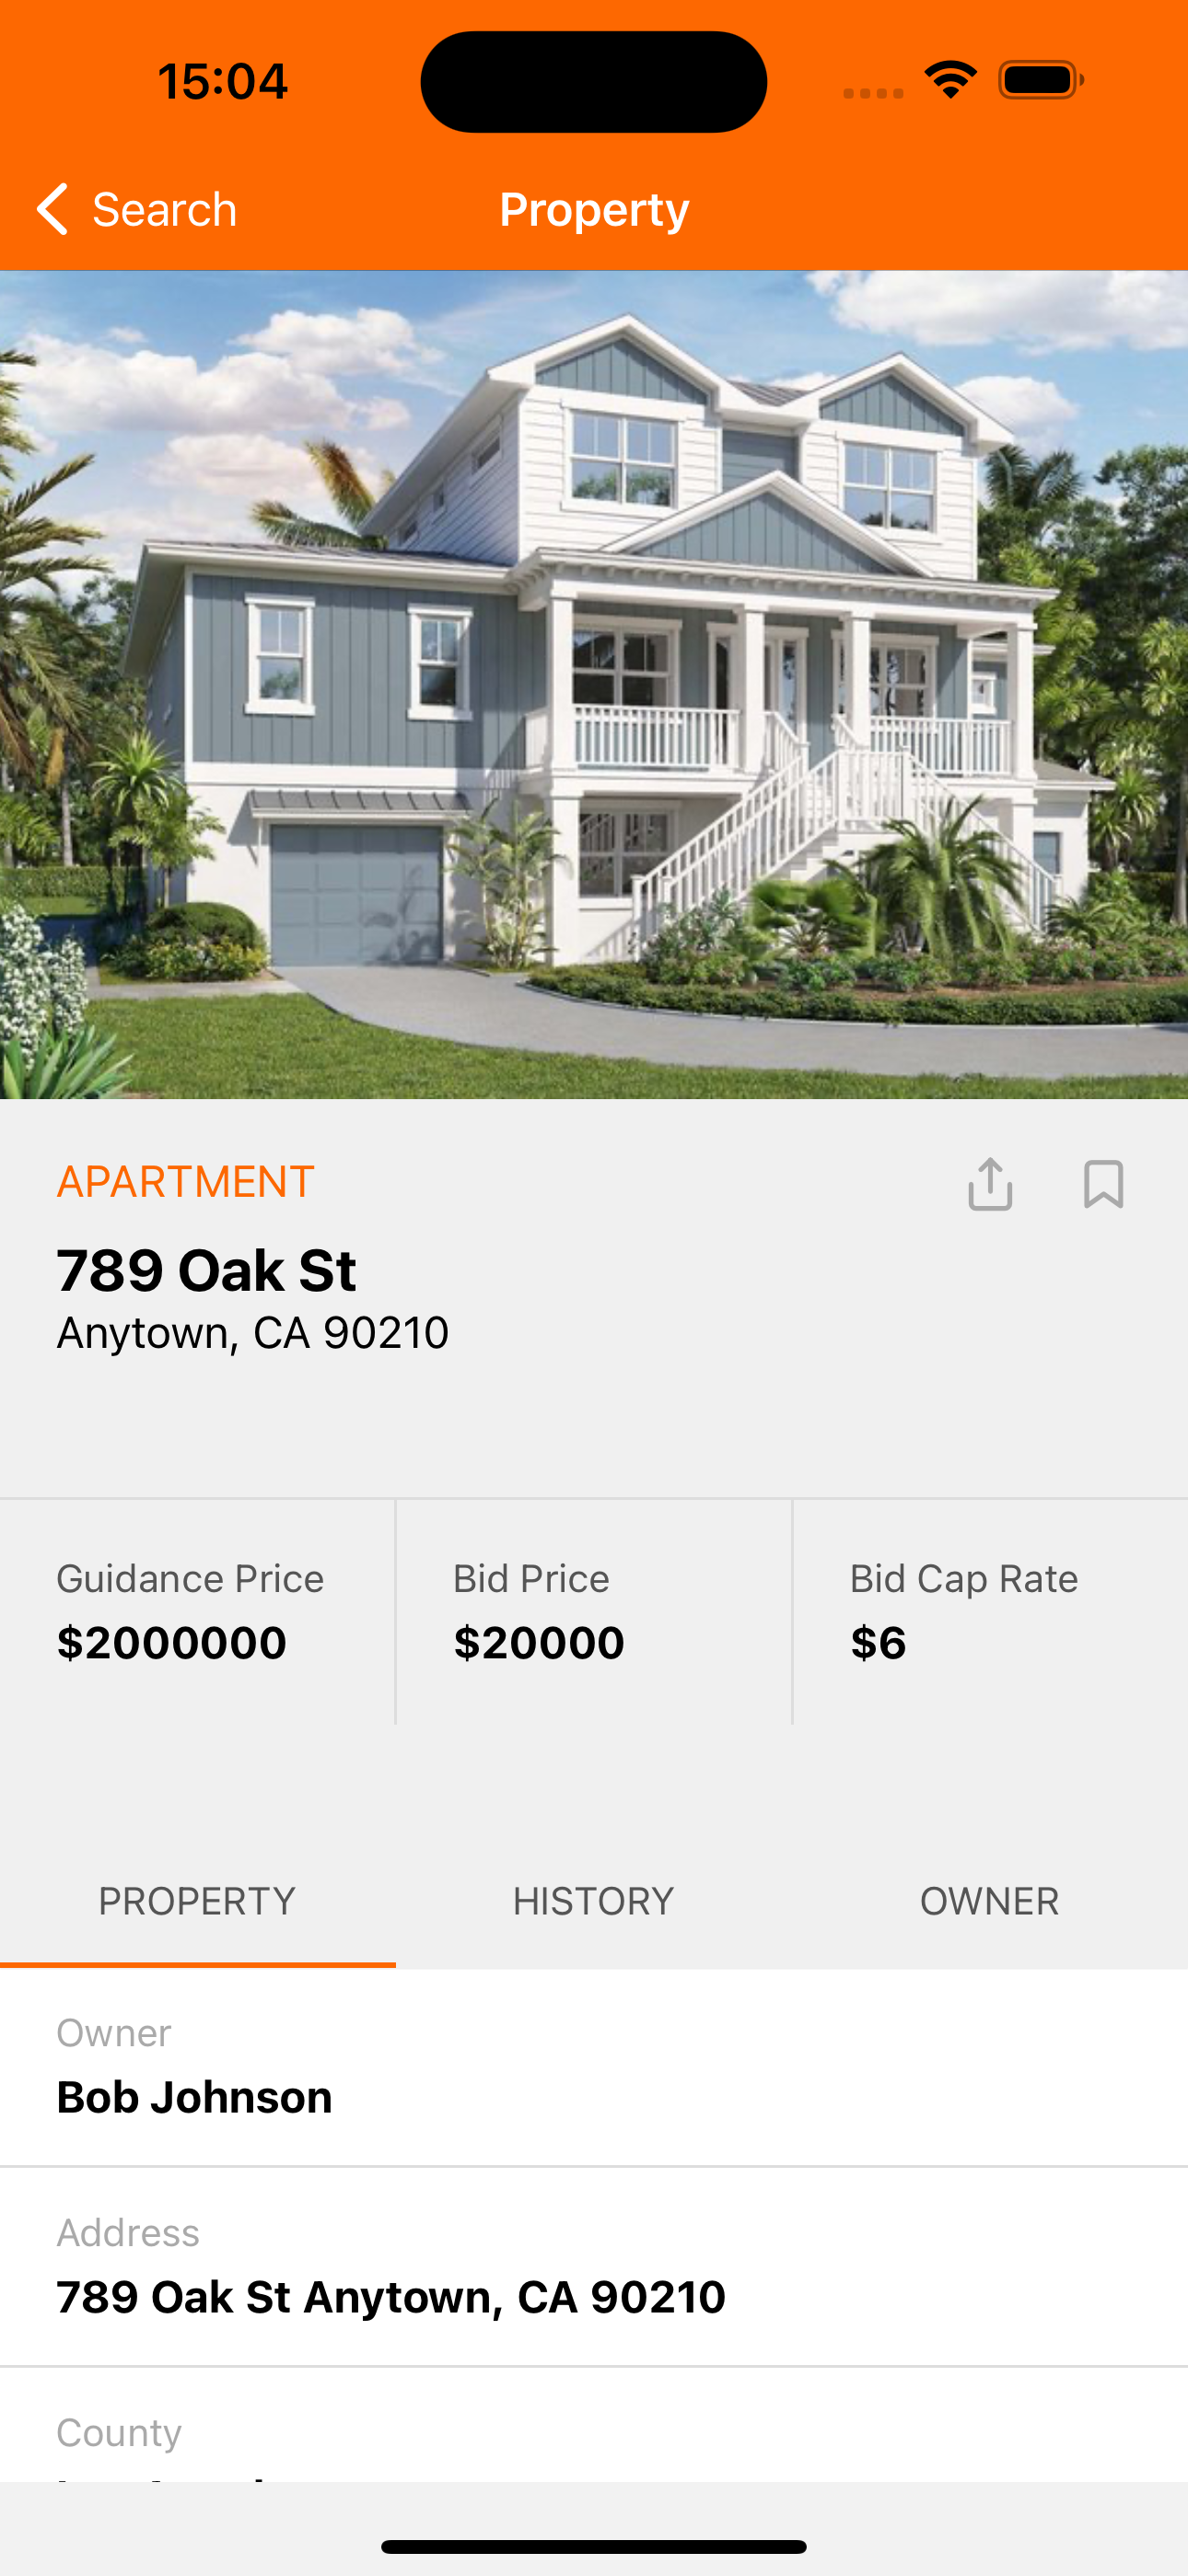 15:04
Search
Property
APARTMENT
789 Oak St
Anytown, CA 90210
Guidance Price
Bid Price
Bid Cap Rate
$2000000
$20000
$6
PROPERTY
HISTORY
OWNER
Owner
Bob Johnson
Address
789 Oak St Anytown, CA 90210
County